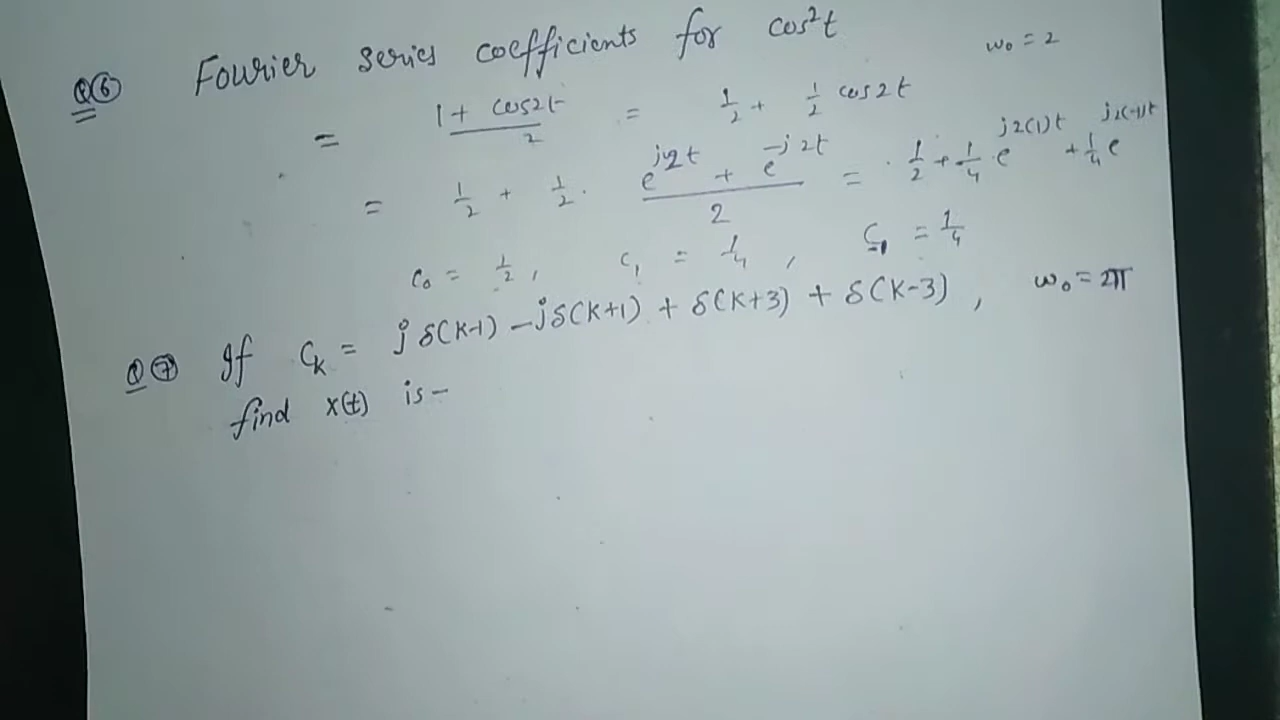 Q⑥ Fourier series coefficients for cos²t
ω₀ = 2
= (1 + cos2t)/2 = 1/2 + 1/2 cos2t
= 1/2 + 1/2 · (e^{j2t} + e^{-j2t})/2 = 1/2 + 1/4 · e^{j2(1)t} + 1/4 e^{j2(-1)t}
C₀ = 1/2, C₁ = 1/4, C₋₁ = 1/4
Q⑦ If Cₖ = j δ(K-1) - jδ(K+1) + δ(K+3) + δ(K-3), ω₀ = 2π
find x(t) is -